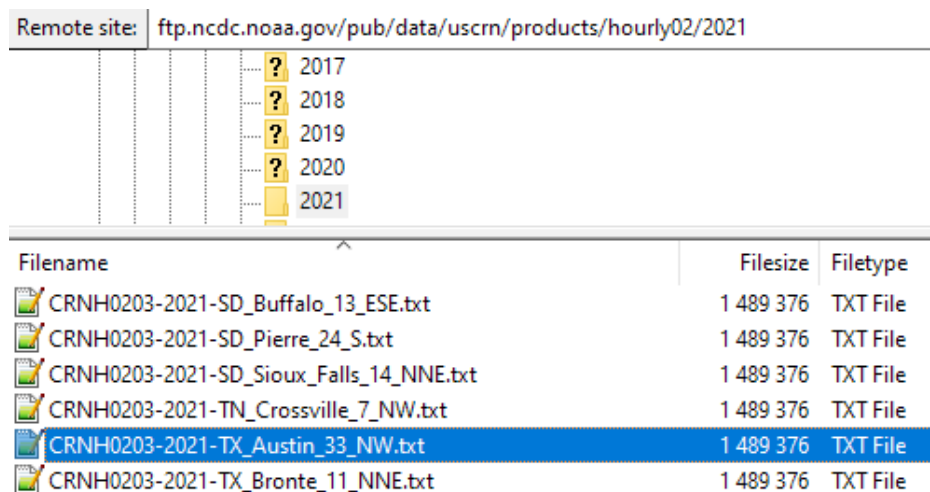 Remote site: ftp.ncdc.noaa.gov/pub/data/uscrn/products/hourly02/2021
? 2017
? 2018
? 2019
? 2020
2021
Filename Filesize Filetype
CRNH0203-2021-SD_Buffalo_13_ESE.txt 1 489 376 TXT File
CRNH0203-2021-SD_Pierre_24_S.txt 1 489 376 TXT File
CRNH0203-2021-SD_Sioux_Falls_14_NNE.txt 1 489 376 TXT File
CRNH0203-2021-TN_Crossville_7_NW.txt 1 489 376 TXT File
CRNH0203-2021-TX_Austin_33_NW.txt 1 489 376 TXT File
CRNH0203-2021-TX_Bronte_11_NNE.txt 1 489 376 TXT File